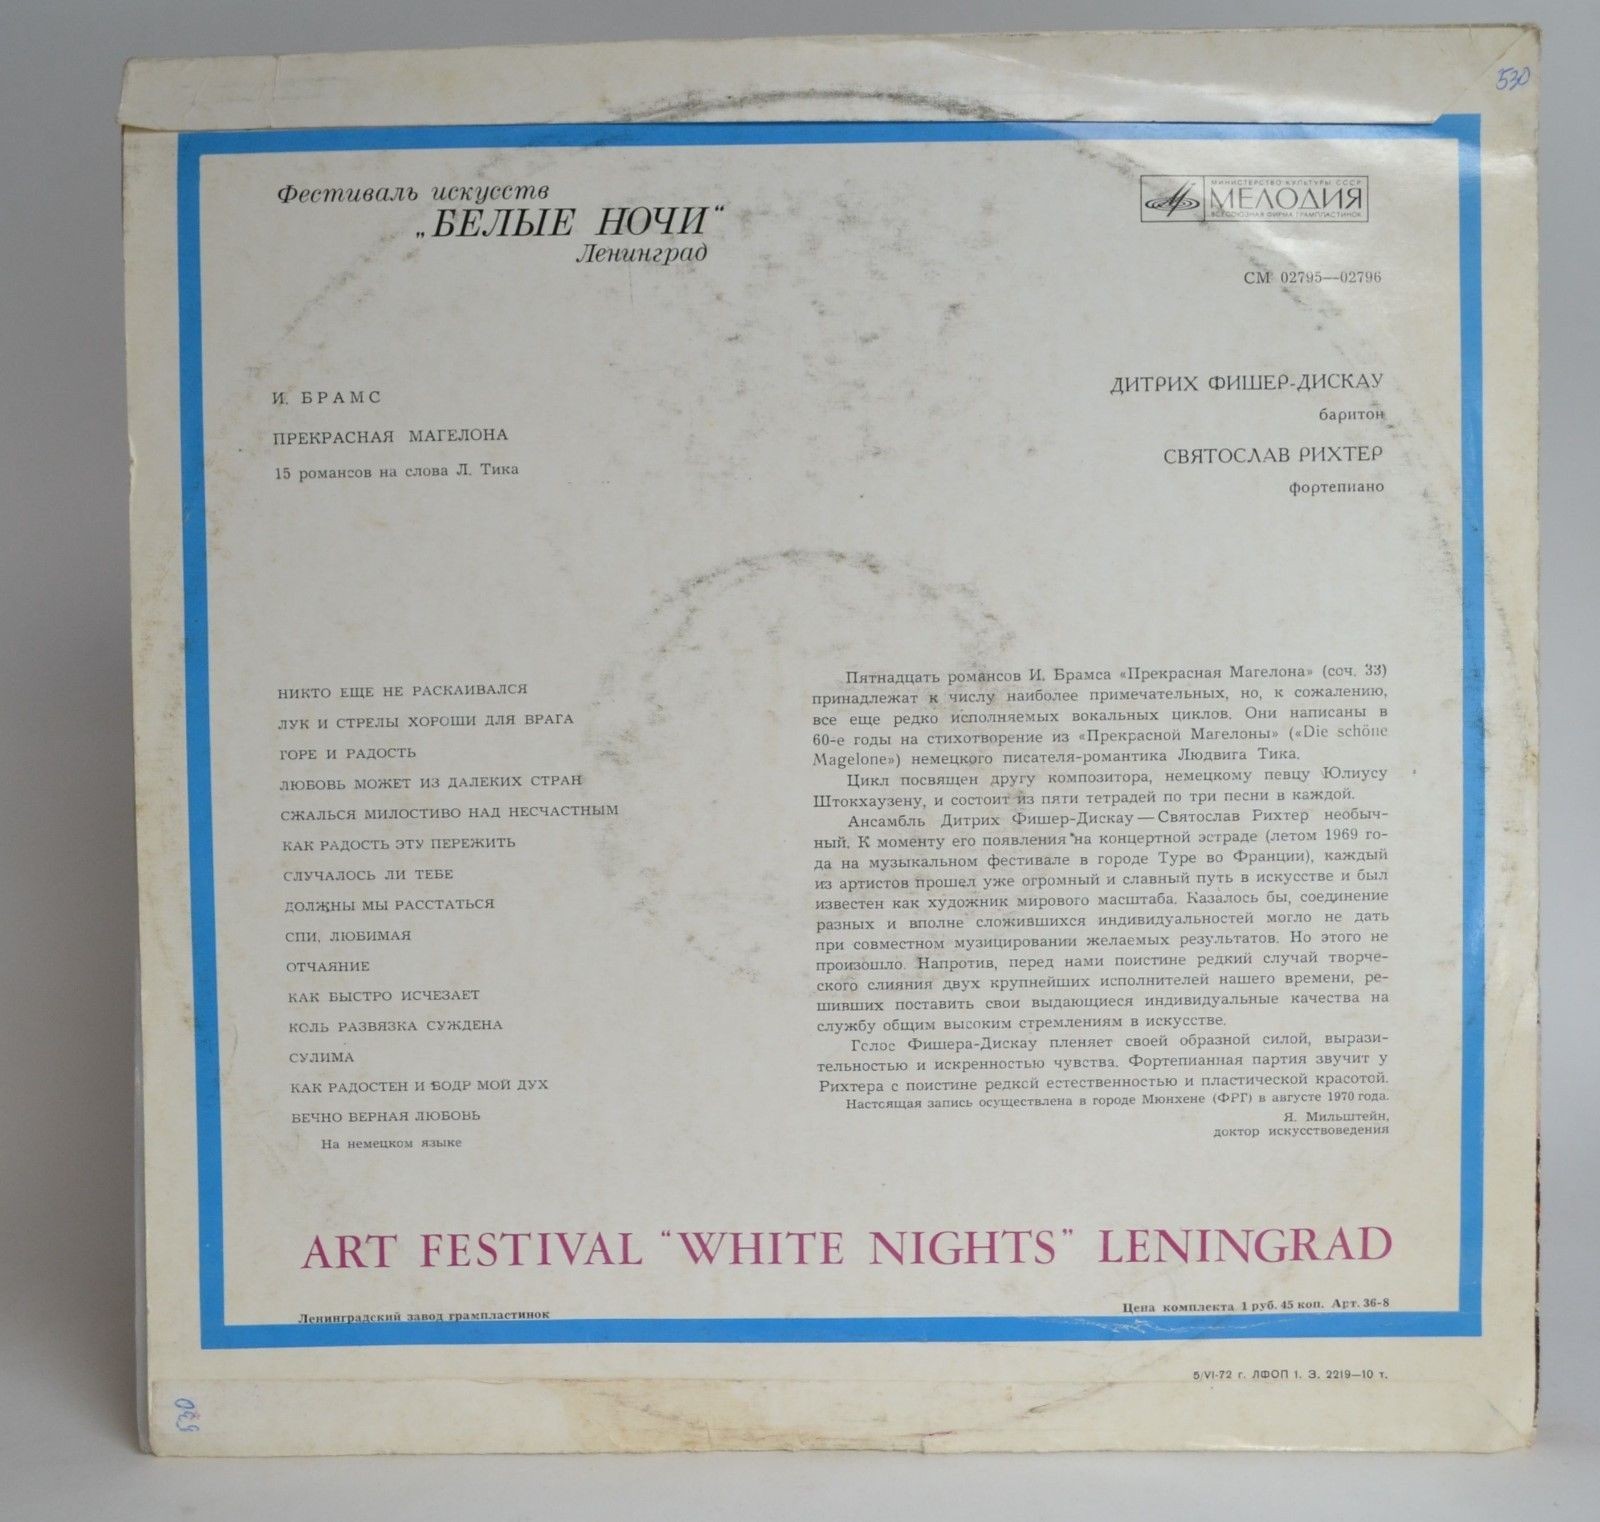 530
Фестиваль искусств
„БЕЛЫЕ НОЧИ“
Ленинград
МИНИСТЕРСТВО КУЛЬТУРЫ СССР
МЕЛОДИЯ
ВСЕСОЮЗНАЯ ФИРМА ГРАМПЛАСТИНОК
СМ 02795—02796
И. БРАМС
ПРЕКРАСНАЯ МАГЕЛОНА
15 романсов на слова Л. Тика
ДИТРИХ ФИШЕР-ДИСКАУ
баритон
СВЯТОСЛАВ РИХТЕР
фортепиано
НИКТО ЕЩЕ НЕ РАСКАИВАЛСЯ
ЛУК И СТРЕЛЫ ХОРОШИ ДЛЯ ВРАГА
ГОРЕ И РАДОСТЬ
ЛЮБОВЬ МОЖЕТ ИЗ ДАЛЕКИХ СТРАН
СЖАЛЬСЯ МИЛОСТИВО НАД НЕСЧАСТНЫМ
КАК РАДОСТЬ ЭТУ ПЕРЕЖИТЬ
СЛУЧАЛОСЬ ЛИ ТЕБЕ
ДОЛЖНЫ МЫ РАССТАТЬСЯ
СПИ, ЛЮБИМАЯ
ОТЧАЯНИЕ
КАК БЫСТРО ИСЧЕЗАЕТ
КОЛЬ РАЗВЯЗКА СУЖДЕНА
СУЛИМА
КАК РАДОСТЕН И БОДР МОЙ ДУХ
ВЕЧНО ВЕРНАЯ ЛЮБОВЬ
На немецком языке
Пятнадцать романсов И. Брамса «Прекрасная Магелона» (соч. 33)
принадлежат к числу наиболее примечательных, но, к сожалению,
все еще редко исполняемых вокальных циклов. Они написаны в
60-е годы на стихотворение из «Прекрасной Магелоны» («Die schöne
Magelone») немецкого писателя-романтика Людвига Тика.
Цикл посвящен другу композитора, немецкому певцу Юлиусу
Штокхаузену, и состоит из пяти тетрадей по три песни в каждой.
Ансамбль Дитрих Фишер-Дискау — Святослав Рихтер необыч-
ный. К моменту его появления на концертной эстраде (летом 1969 го-
да на музыкальном фестивале в городе Туре во Франции), каждый
из артистов прошел уже огромный и славный путь в искусстве и был
известен как художник мирового масштаба. Казалось бы, соединение
разных и вполне сложившихся индивидуальностей могло не дать
при совместном музицировании желаемых результатов. Но этого не
произошло. Напротив, перед нами поистине редкий случай творче-
ского слияния двух крупнейших исполнителей нашего времени, ре-
шивших поставить свои выдающиеся индивидуальные качества на
службу общим высоким стремлениям в искусстве.
Голос Фишера-Дискау пленяет своей образной силой, вырази-
тельностью и искренностью чувства. Фортепианная партия звучит у
Рихтера с поистине редкой естественностью и пластической красотой.
Настоящая запись осуществлена в городе Мюнхене (ФРГ) в августе 1970 года.
Я. Мильштейн,
доктор искусствоведения
ART FESTIVAL “WHITE NIGHTS” LENINGRAD
Ленинградский завод грампластинок
Цена комплекта 1 руб. 45 коп. Арт. 36-8
5/VI-72 г. ЛФОП 1. З. 2219—10 т.
530